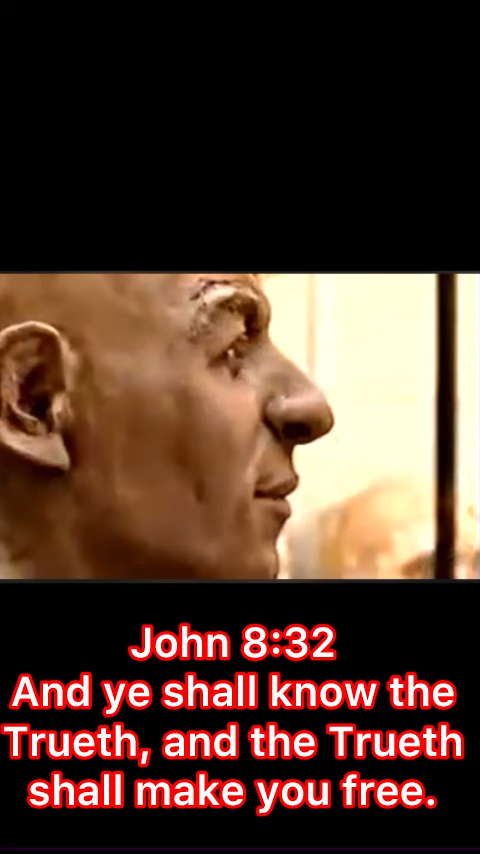 John 8:32
And ye shall know the
Trueth, and the Trueth
shall make you free.